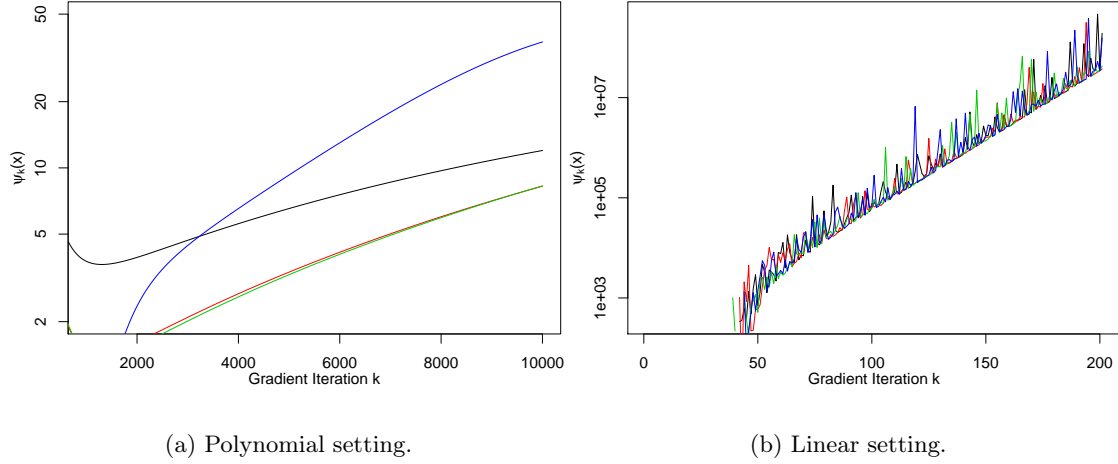 50
20
10
5
2
ψk(x)
2000 4000 6000 8000 10000
Gradient Iteration k
(a) Polynomial setting.
1e+07
1e+05
1e+03
ψk(x)
0 50 100 150 200
Gradient Iteration k
(b) Linear setting.